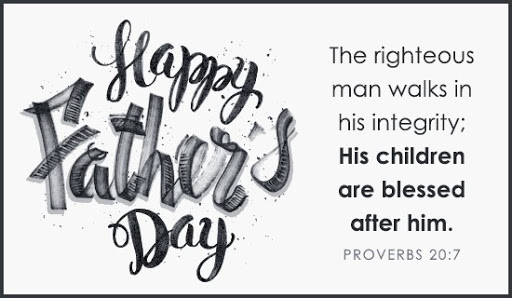 Happy
Father's
Day
The righteous
man walks in
his integrity;
His children
are blessed
after him.
PROVERBS 20:7